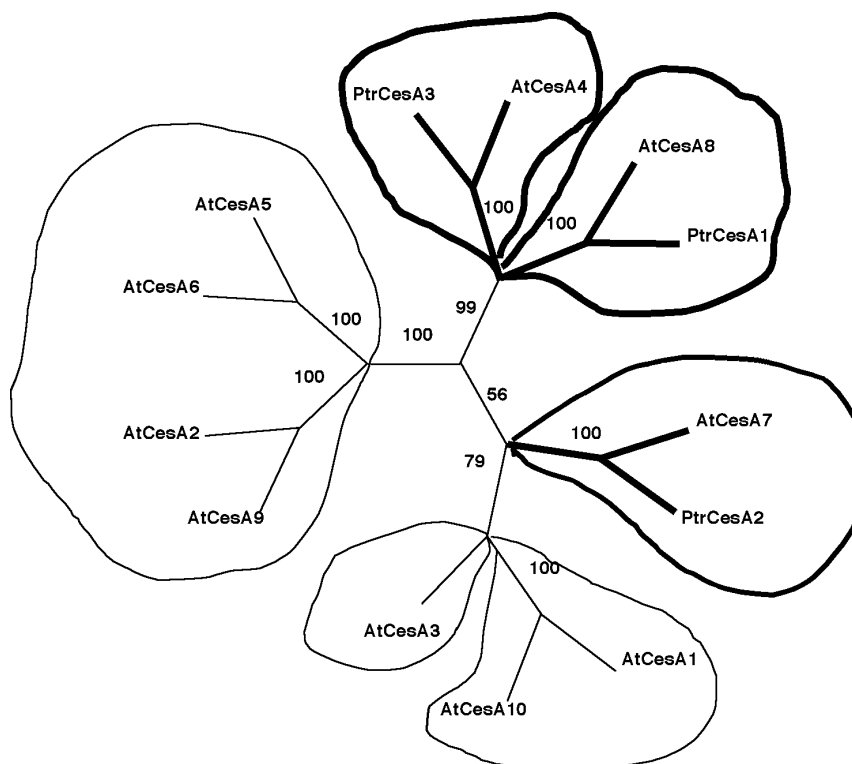 AtCesA4
PtrCesA3
AtCesA8
AtCesA5
100
100
PtrCesA1
AtCesA6
99
100
100
100
56
AtCesA7
AtCesA2
100
79
AtCesA9
PtrCesA2
100
AtCesA3
AtCesA1
AtCesA10